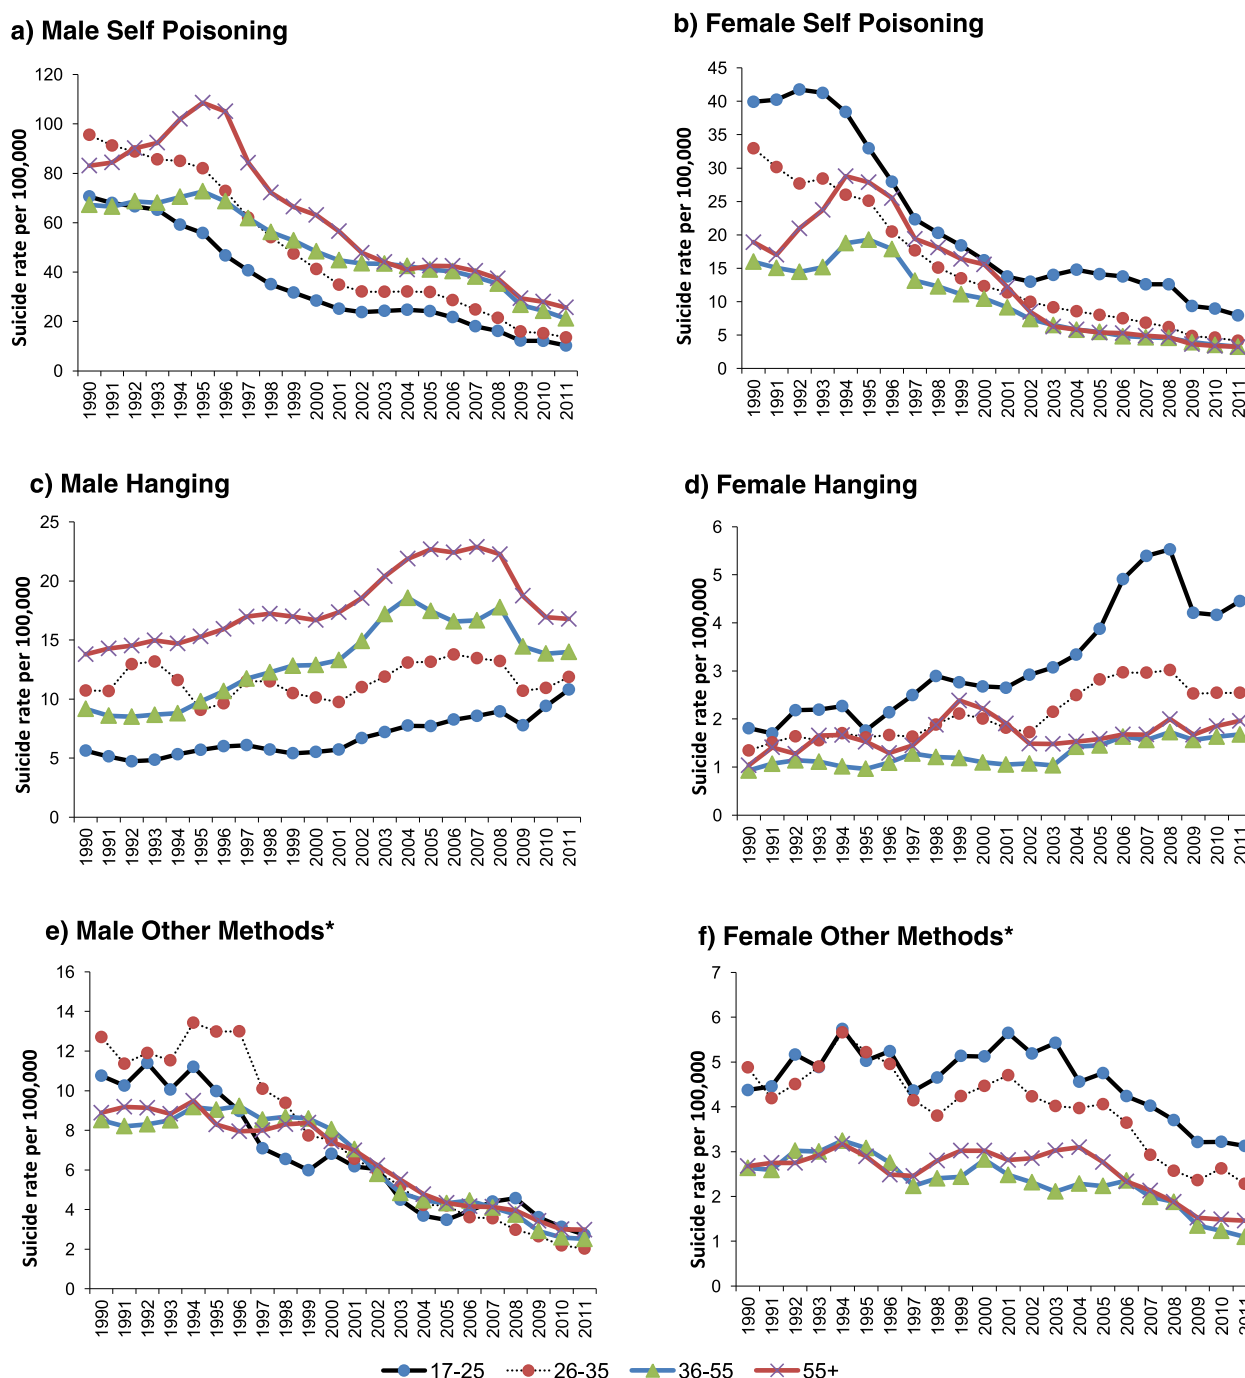 a) Male Self Poisoning
Suicide rate per 100,000
120
100
80
60
40
20
0
1990 1991 1992 1993 1994 1995 1996 1997 1998 1999 2000 2001 2002 2003 2004 2005 2006 2007 2008 2009 2010 2011
b) Female Self Poisoning
Suicide rate per 100,000
45
40
35
30
25
20
15
10
5
0
1990 1991 1992 1993 1994 1995 1996 1997 1998 1999 2000 2001 2002 2003 2004 2005 2006 2007 2008 2009 2010 2011
c) Male Hanging
Suicide rate per 100,000
25
20
15
10
5
0
1990 1991 1992 1993 1994 1995 1996 1997 1998 1999 2000 2001 2002 2003 2004 2005 2006 2007 2008 2009 2010 2011
d) Female Hanging
Suicide rate per 100,000
6
5
4
3
2
1
0
1990 1991 1992 1993 1994 1995 1996 1997 1998 1999 2000 2001 2002 2003 2004 2005 2006 2007 2008 2009 2010 2011
e) Male Other Methods*
Suicide rate per 100,000
16
14
12
10
8
6
4
2
0
1990 1991 1992 1993 1994 1995 1996 1997 1998 1999 2000 2001 2002 2003 2004 2005 2006 2007 2008 2009 2010 2011
f) Female Other Methods*
Suicide rate per 100,000
7
6
5
4
3
2
1
0
1990 1991 1992 1993 1994 1995 1996 1997 1998 1999 2000 2001 2002 2003 2004 2005 2006 2007 2008 2009 2010 2011
17-25 26-35 36-55 55+